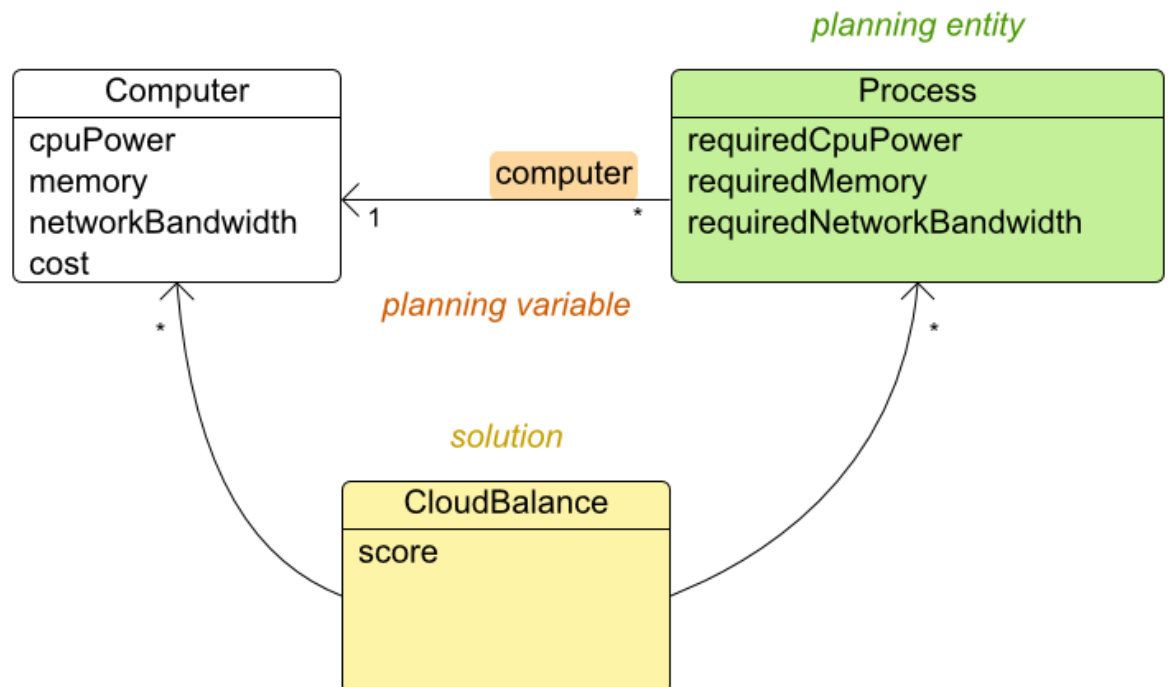 planning entity
Computer
cpuPower
memory
networkBandwidth
cost
computer
1
*
Process
requiredCpuPower
requiredMemory
requiredNetworkBandwidth
planning variable
*
*
solution
CloudBalance
score